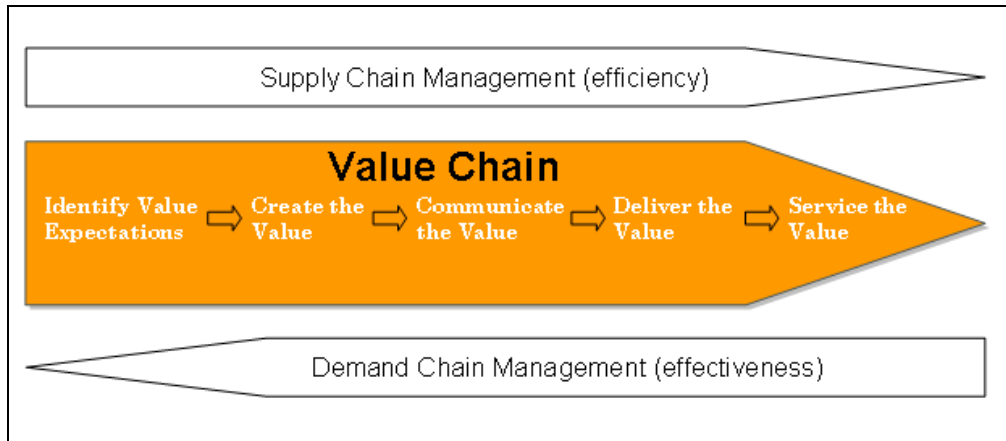 Supply Chain Management (efficiency)
Value Chain
Identify Value Expectations
Create the Value
Communicate the Value
Deliver the Value
Service the Value
Demand Chain Management (effectiveness)